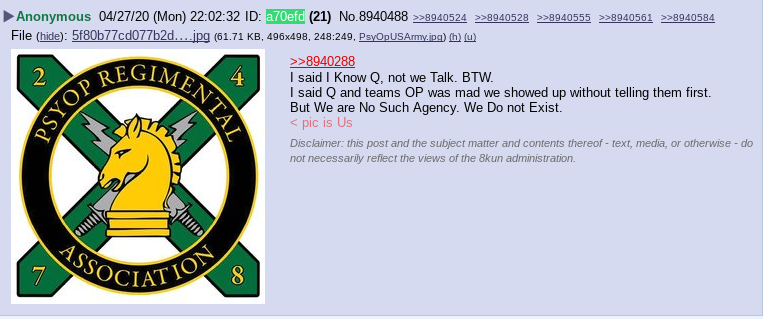 ▶Anonymous 04/27/20 (Mon) 22:02:32 ID: a70efd (21) No.8940488 >>8940524 >>8940528 >>8940555 >>8940561 >>8940584
File (hide): 5f80b77cd077b2d….jpg (61.71 KB, 496x498, 248:249, PsyOpUSArmy.jpg) (h) (u)
2 4
PSYOP REGIMENTAL
ASSOCIATION
7 8
>>8940288
I said I Know Q, not we Talk. BTW.
I said Q and teams OP was mad we showed up without telling them first.
But We are No Such Agency. We Do not Exist.
< pic is Us
Disclaimer: this post and the subject matter and contents thereof - text, media, or otherwise - do
not necessarily reflect the views of the 8kun administration.